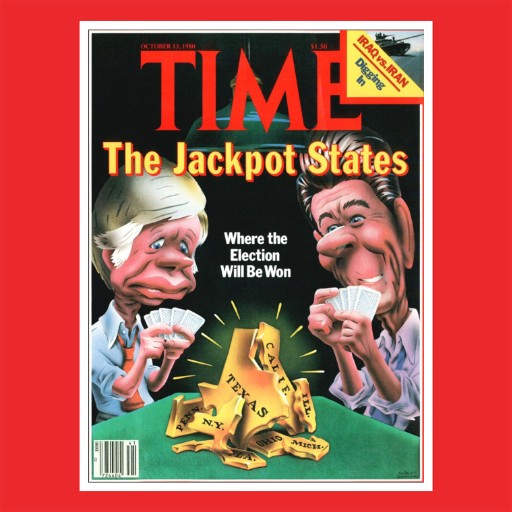 OCTOBER 13, 1980
$1.50
TIME
IRAQ vs. IRAN
Digging
In
The Jackpot States
Where the
Election
Will Be Won
CALIF.
TEXAS
ILL.
PENN.
N.Y.
OHIO
MICH.